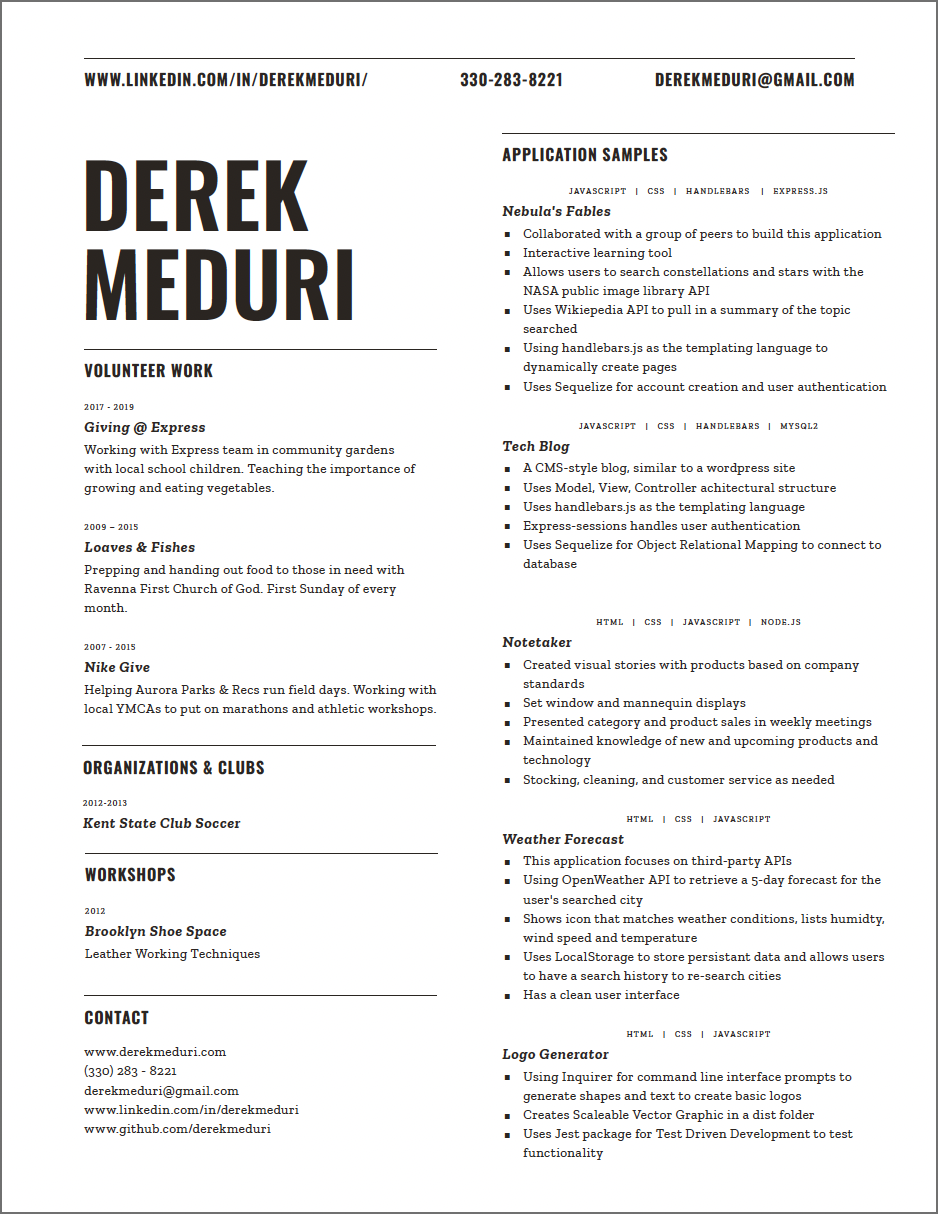 WWW.LINKEDIN.COM/IN/DEREKMEDURI/ 330-283-8221 DEREKMEDURI@GMAIL.COM
DEREK
MEDURI
VOLUNTEER WORK
2017 - 2019
Giving @ Express
Working with Express team in community gardens
with local school children. Teaching the importance of
growing and eating vegetables.
2009 – 2015
Loaves & Fishes
Prepping and handing out food to those in need with
Ravenna First Church of God. First Sunday of every
month.
2007 - 2015
Nike Give
Helping Aurora Parks & Recs run field days. Working with
local YMCAs to put on marathons and athletic workshops.
ORGANIZATIONS & CLUBS
2012-2013
Kent State Club Soccer
WORKSHOPS
2012
Brooklyn Shoe Space
Leather Working Techniques
CONTACT
www.derekmeduri.com
(330) 283 - 8221
derekmeduri@gmail.com
www.linkedin.com/in/derekmeduri
www.github.com/derekmeduri
APPLICATION SAMPLES
JAVASCRIPT | CSS | HANDLEBARS | EXPRESS.JS
Nebula's Fables
▪ Collaborated with a group of peers to build this application
▪ Interactive learning tool
▪ Allows users to search constellations and stars with the
NASA public image library API
▪ Uses Wikiepedia API to pull in a summary of the topic
searched
▪ Using handlebars.js as the templating language to
dynamically create pages
▪ Uses Sequelize for account creation and user authentication
JAVASCRIPT | CSS | HANDLEBARS | MYSQL2
Tech Blog
▪ A CMS-style blog, similar to a wordpress site
▪ Uses Model, View, Controller achitectural structure
▪ Uses handlebars.js as the templating language
▪ Express-sessions handles user authentication
▪ Uses Sequelize for Object Relational Mapping to connect to
database
HTML | CSS | JAVASCRIPT | NODE.JS
Notetaker
▪ Created visual stories with products based on company
standards
▪ Set window and mannequin displays
▪ Presented category and product sales in weekly meetings
▪ Maintained knowledge of new and upcoming products and
technology
▪ Stocking, cleaning, and customer service as needed
HTML | CSS | JAVASCRIPT
Weather Forecast
▪ This application focuses on third-party APIs
▪ Using OpenWeather API to retrieve a 5-day forecast for the
user's searched city
▪ Shows icon that matches weather conditions, lists humidty,
wind speed and temperature
▪ Uses LocalStorage to store persistant data and allows users
to have a search history to re-search cities
▪ Has a clean user interface
HTML | CSS | JAVASCRIPT
Logo Generator
▪ Using Inquirer for command line interface prompts to
generate shapes and text to create basic logos
▪ Creates Scaleable Vector Graphic in a dist folder
▪ Uses Jest package for Test Driven Development to test
functionality